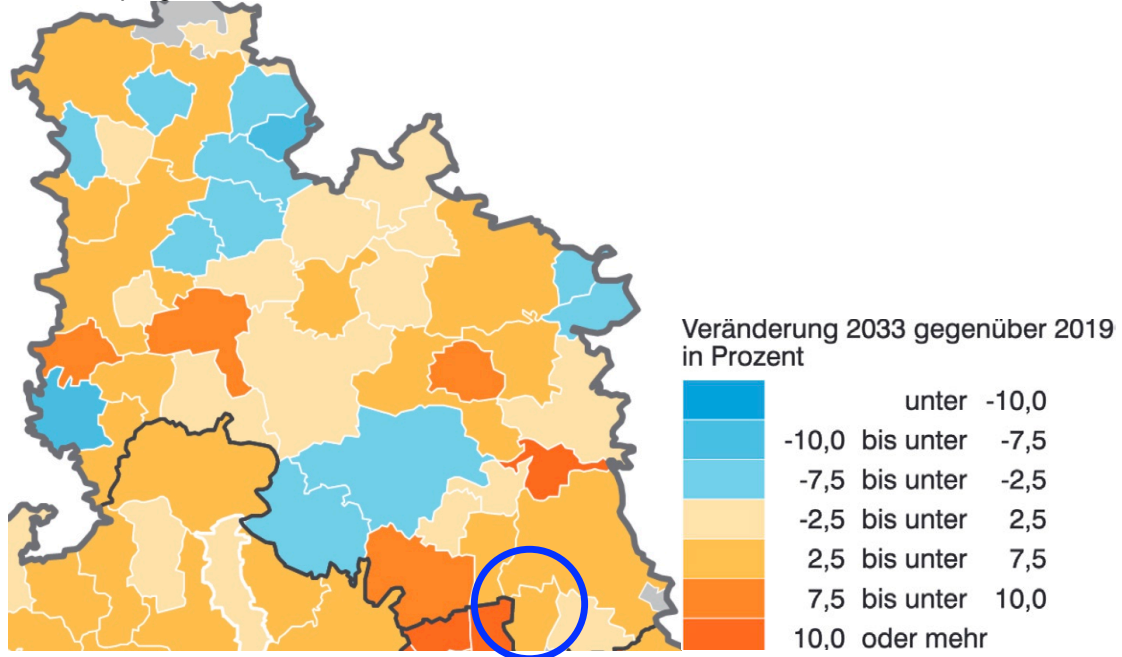 Veränderung 2033 gegenüber 2019
in Prozent
unter -10,0
-10,0 bis unter -7,5
-7,5 bis unter -2,5
-2,5 bis unter 2,5
2,5 bis unter 7,5
7,5 bis unter 10,0
10,0 oder mehr